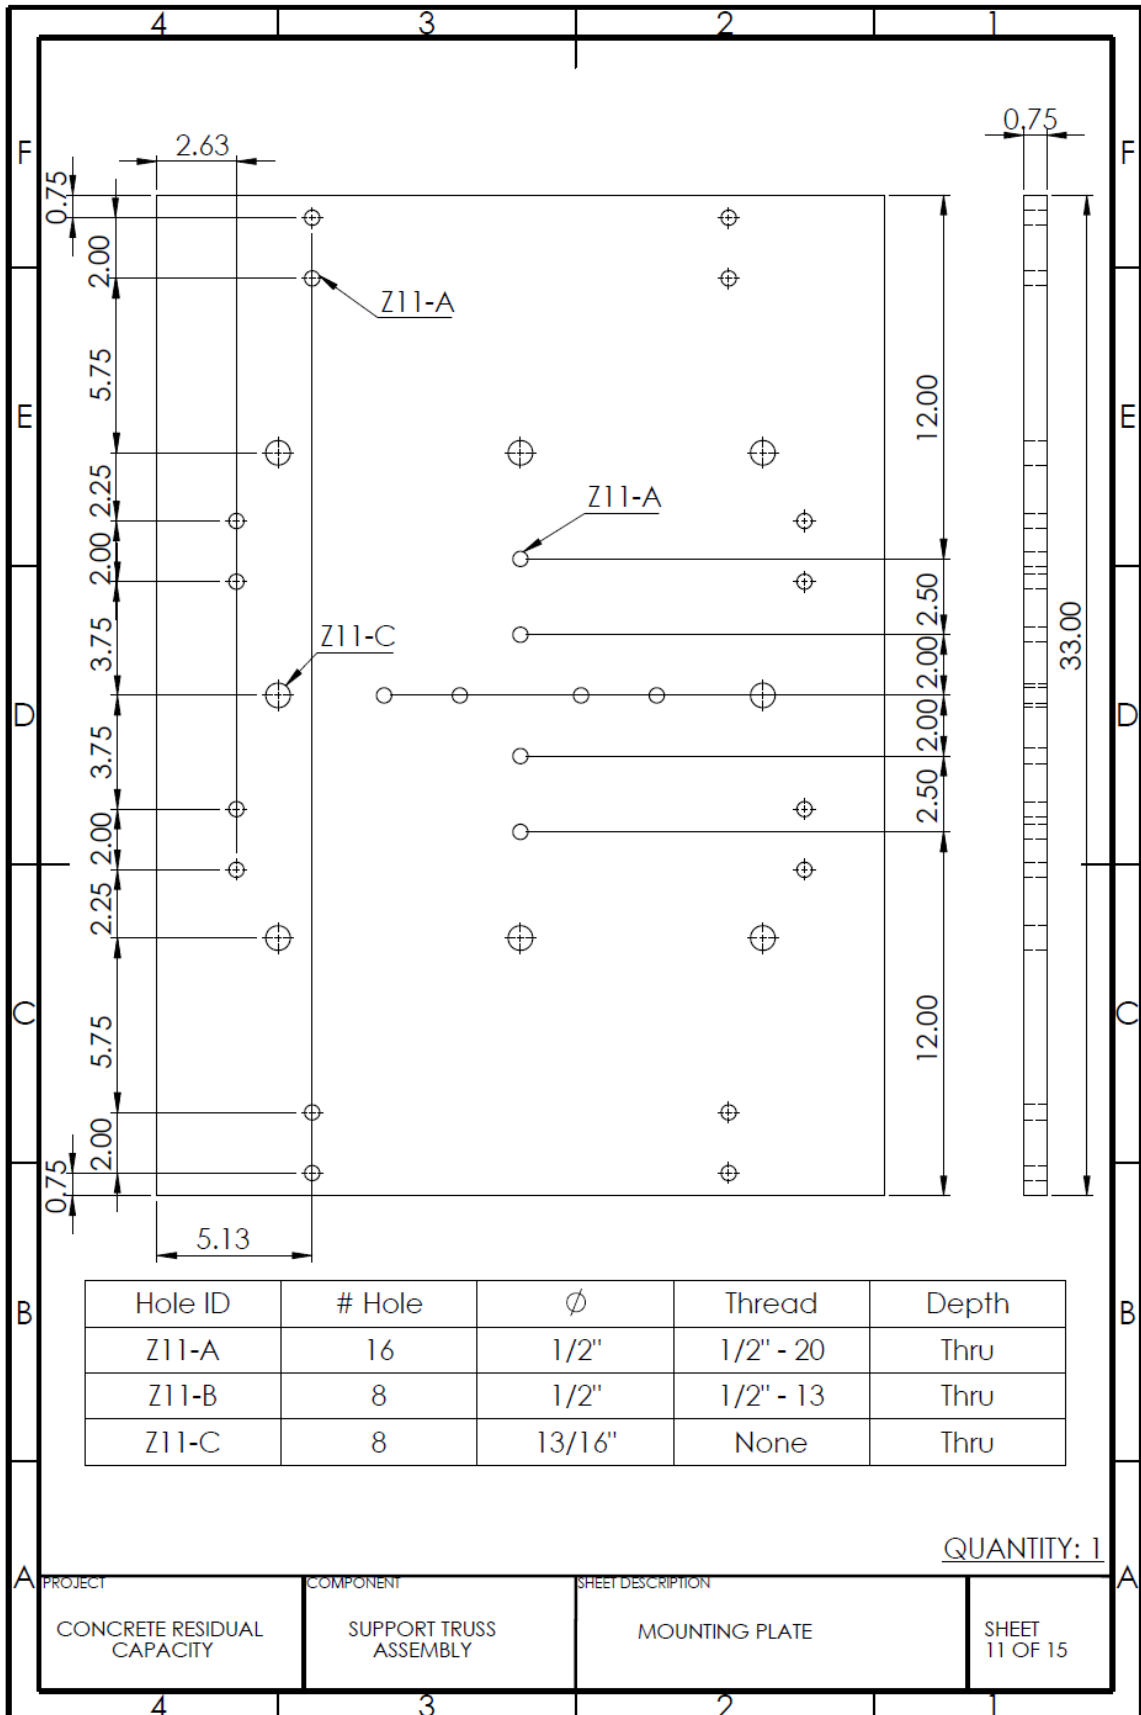 4 3 2 1
F F
2.63
0.75
0.75
2.00
Z11-A
5.75
12.00
E E
2.25
Z11-A
2.00
2.50
3.75
Z11-C
2.00
33.00
D D
3.75
2.00
2.50
2.00
2.25
C C
5.75
12.00
2.00
0.75
5.13
B B
Hole ID # Hole Ø Thread Depth
Z11-A 16 1/2" 1/2" - 20 Thru
Z11-B 8 1/2" 1/2" - 13 Thru
Z11-C 8 13/16" None Thru
QUANTITY: 1
A A
PROJECT COMPONENT SHEET DESCRIPTION
CONCRETE RESIDUAL
CAPACITY
SUPPORT TRUSS
ASSEMBLY
MOUNTING PLATE
SHEET
11 OF 15
4 3 2 1